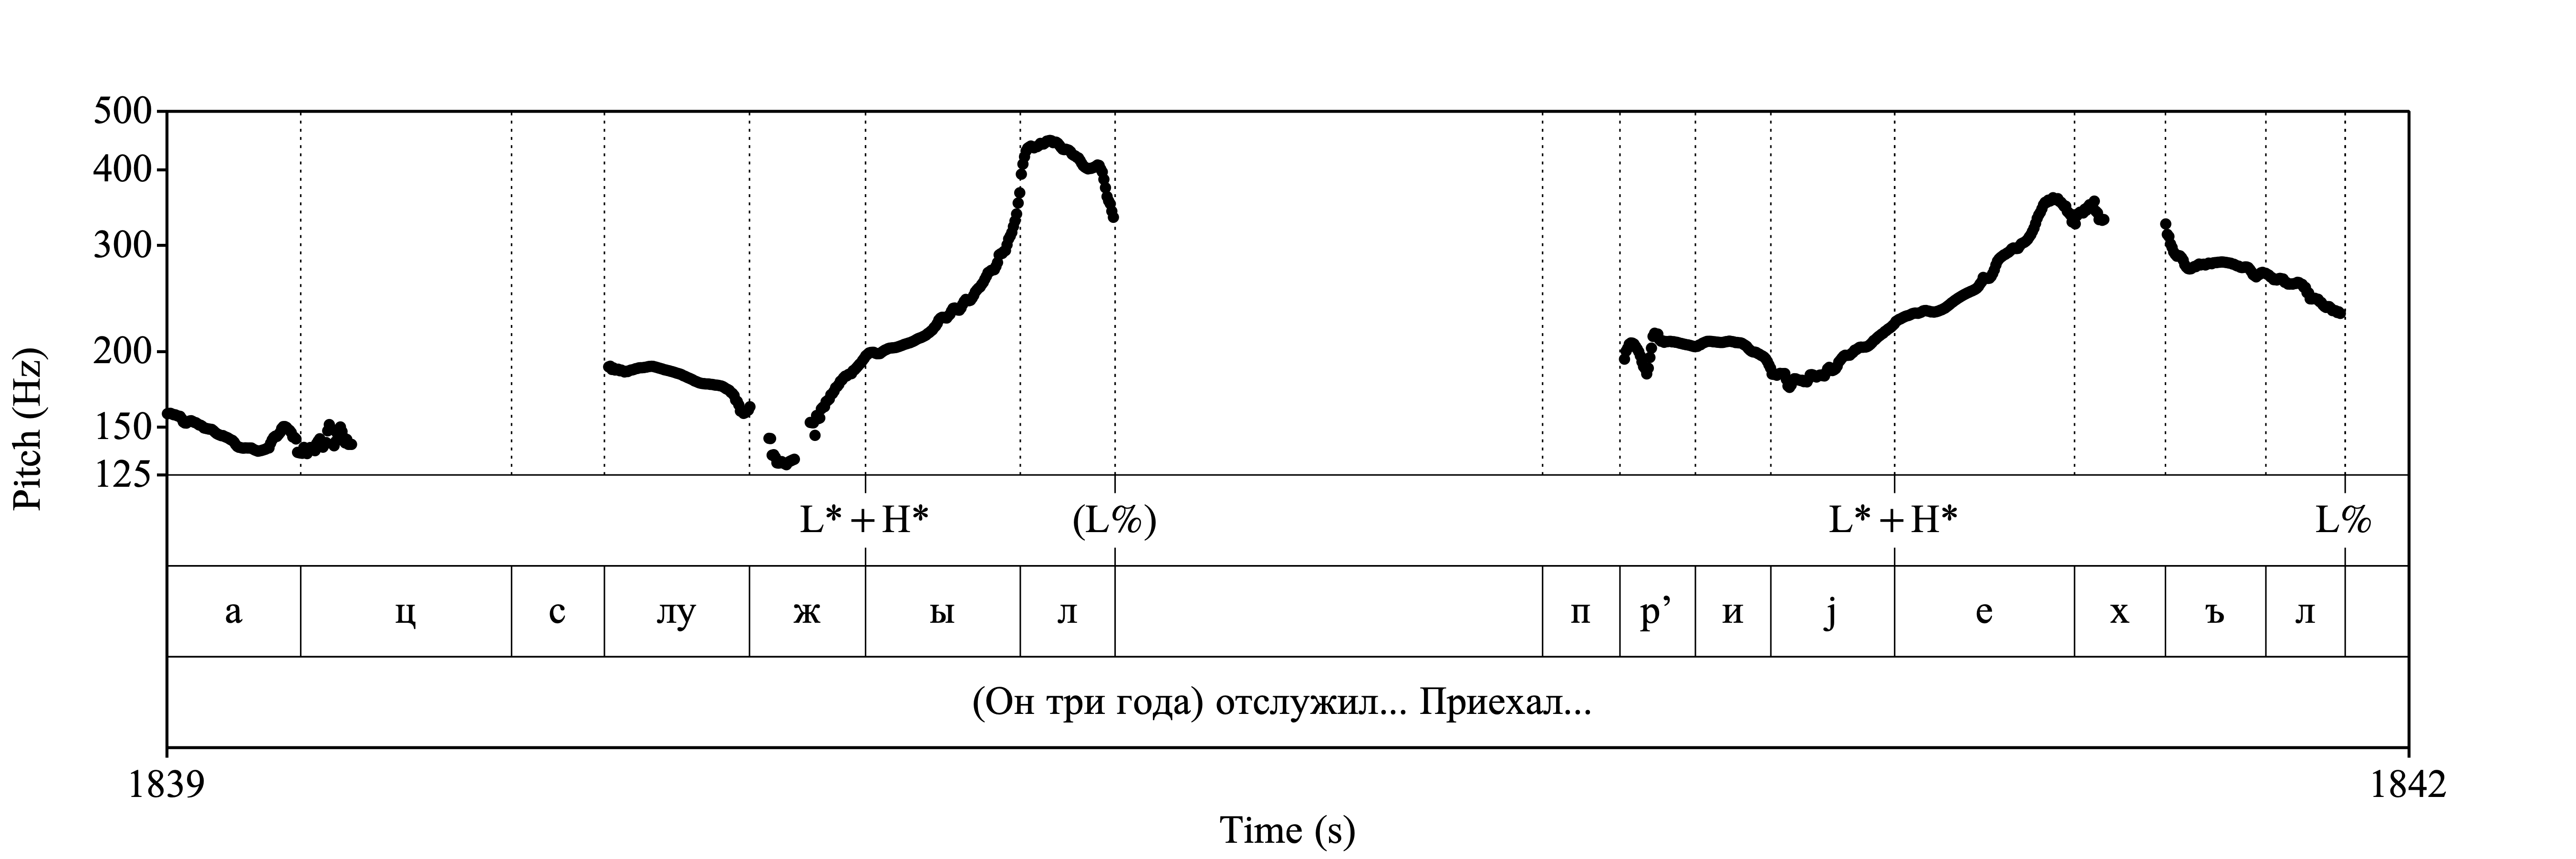 500
400
300
200
150
125
Pitch (Hz)
L*+H* (L%) L*+H* L%
а ц с лу ж ы л п р’ и j е х ъ л
(Он три года) отслужил... Приехал...
1839 1842
Time (s)